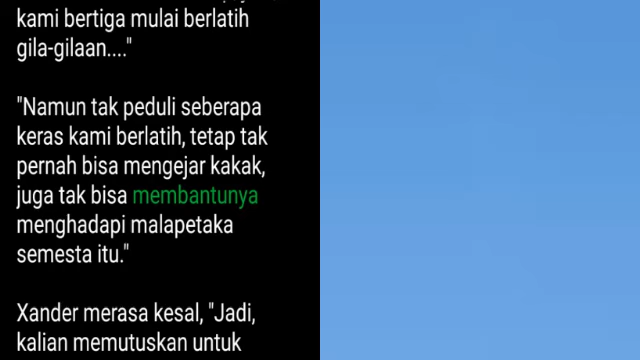 kami bertiga mulai berlatih
gila-gilaan...."
"Namun tak peduli seberapa
keras kami berlatih, tetap tak
pernah bisa mengejar kakak,
juga tak bisa membantunya
menghadapi malapetaka
semesta itu."
Xander merasa kesal, "Jadi,
kalian memutuskan untuk